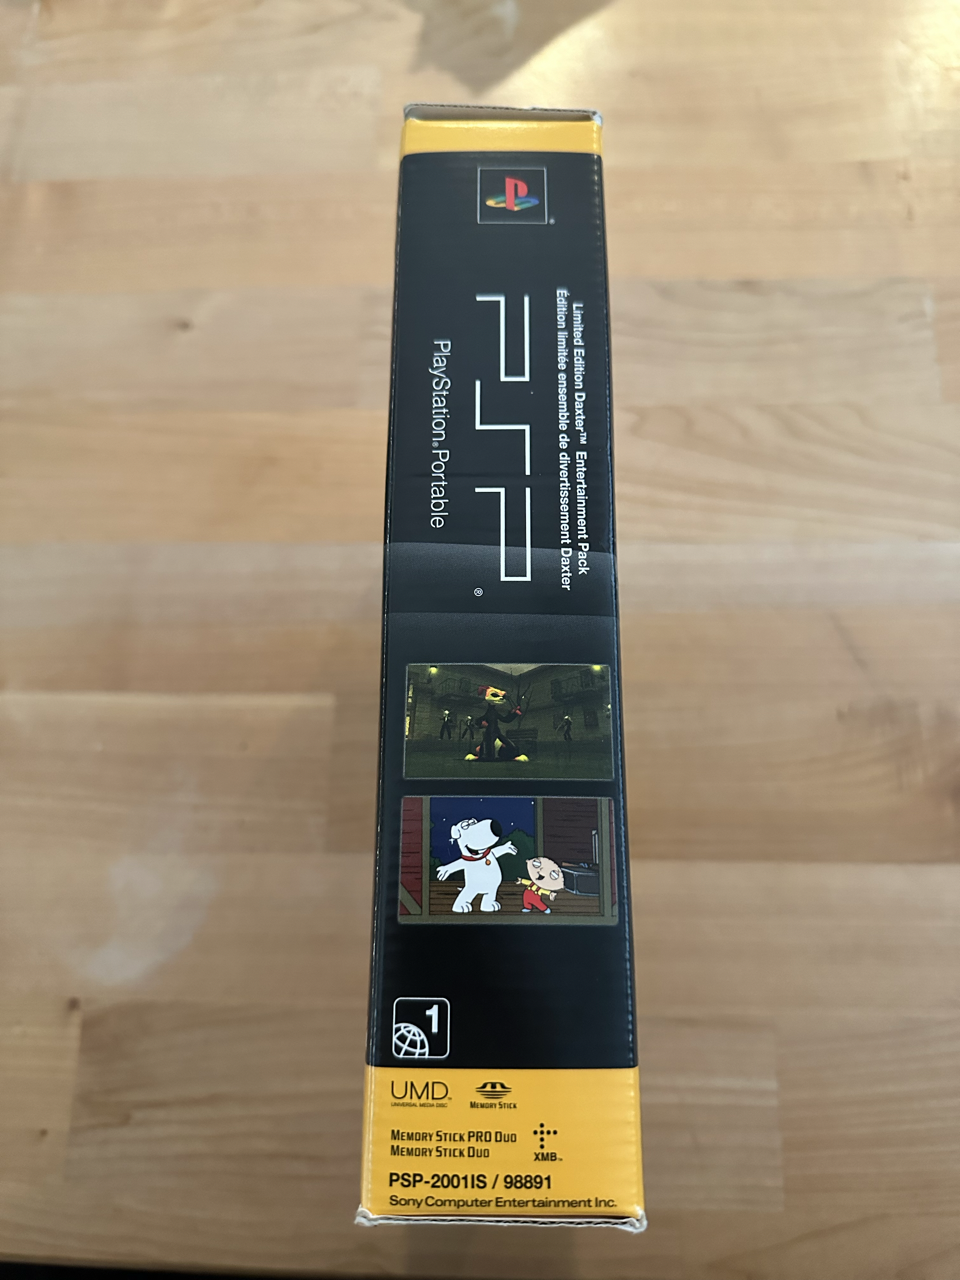 Limited Edition Daxter™ Entertainment Pack
Édition limitée ensemble de divertissement Daxter
PSP®
PlayStation®Portable
1
UMD™
UNIVERSAL MEDIA DISC
MEMORY STICK
MEMORY STICK PRO DUO
MEMORY STICK DUO
XMB™
PSP-2001IS / 98891
Sony Computer Entertainment Inc.